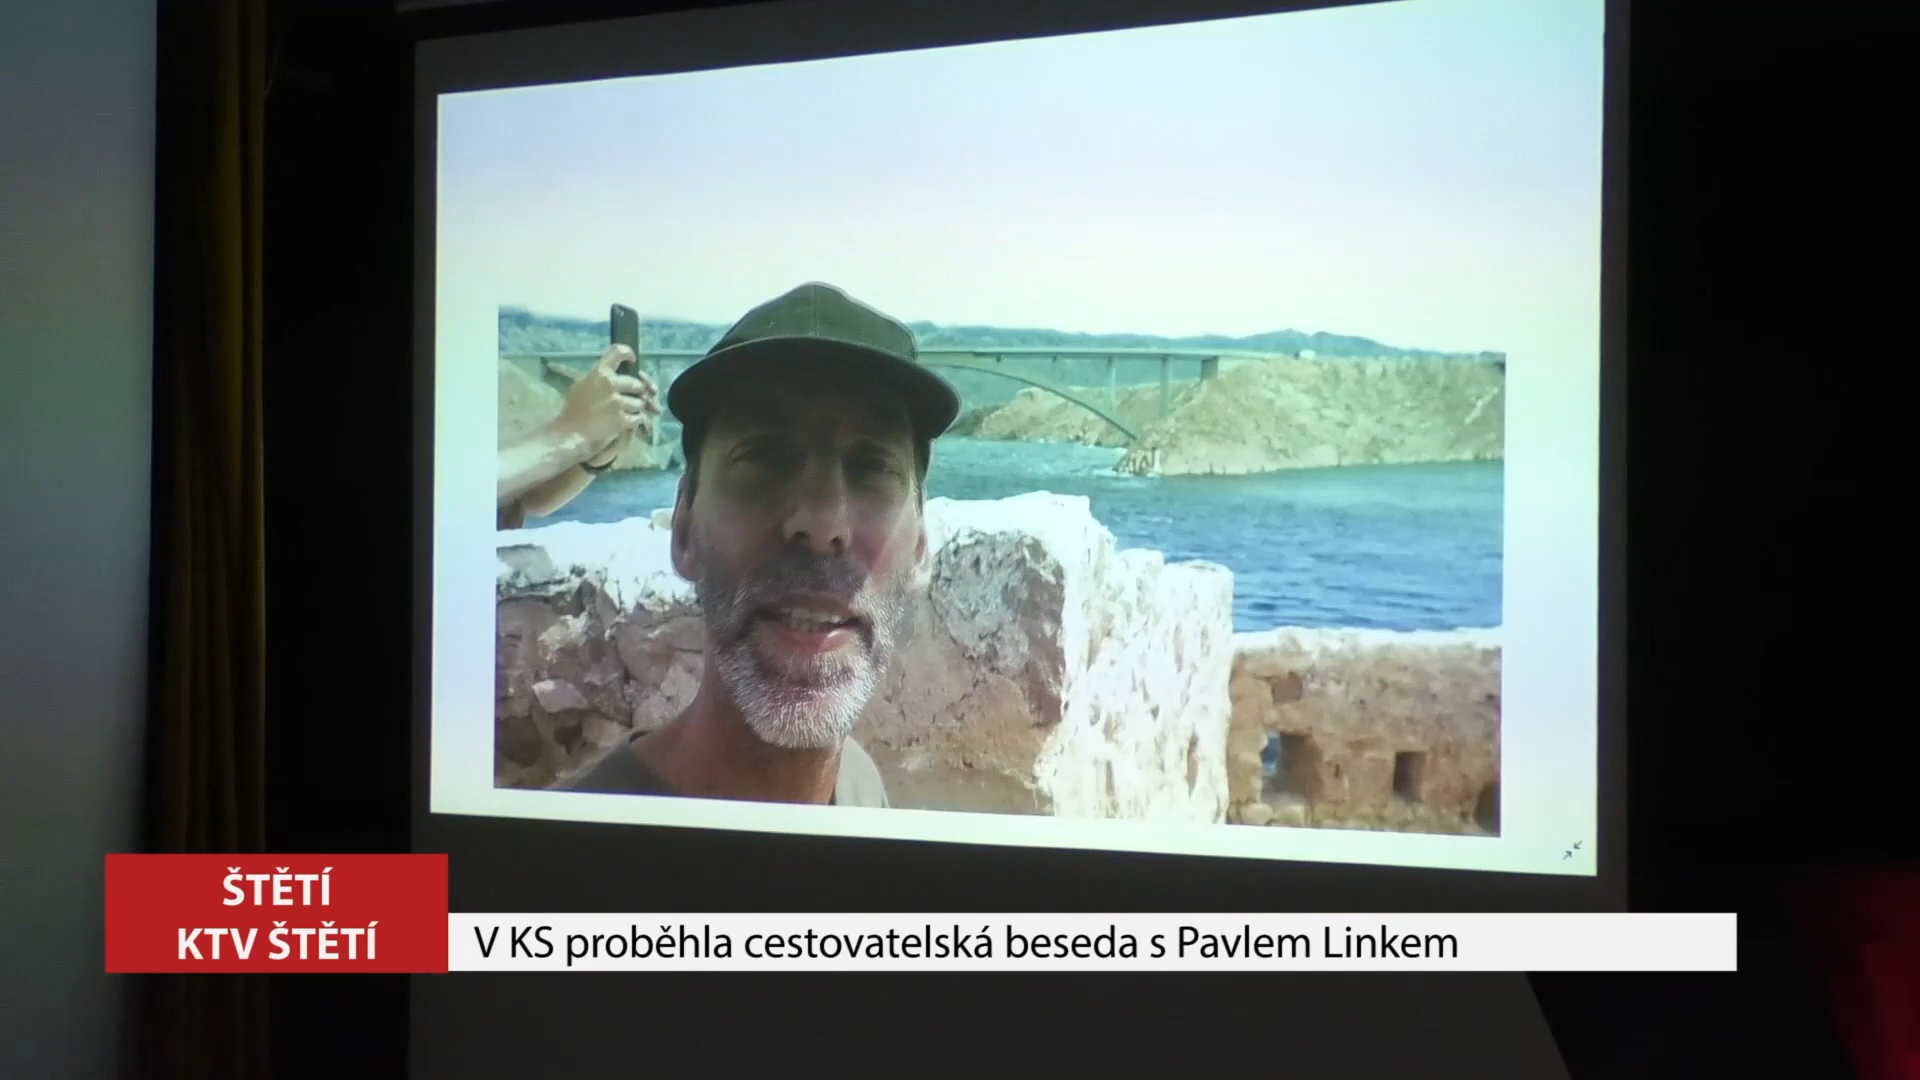 ŠTĚTÍ
KTV ŠTĚTÍ
V KS proběhla cestovatelská beseda s Pavlem Linkem